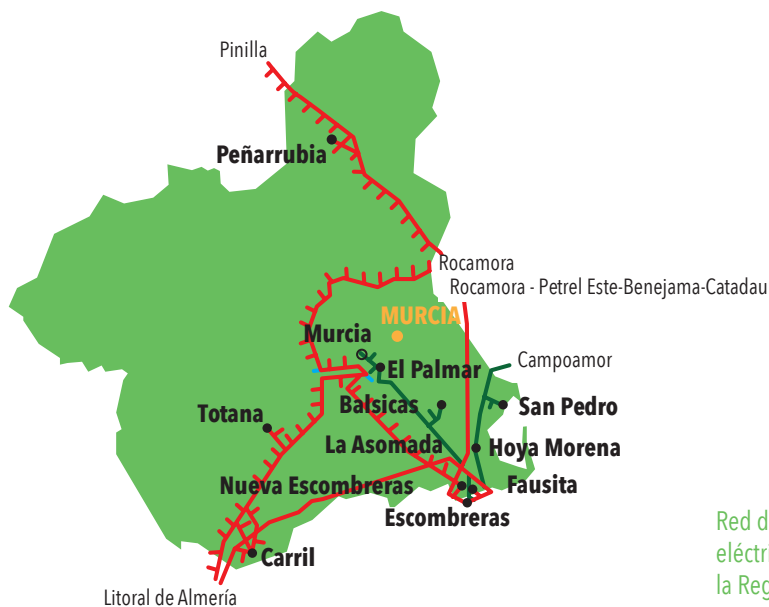 Pinilla
Peñarrubia
Rocamora
Rocamora - Petrel Este-Benejama-Catadau
MURCIA
Murcia
El Palmar
Campoamor
Balsicas
San Pedro
Totana
La Asomada
Hoya Morena
Nueva Escombreras
Fausita
Escombreras
Carril
Litoral de Almería
Red d
eléctri
la Reg